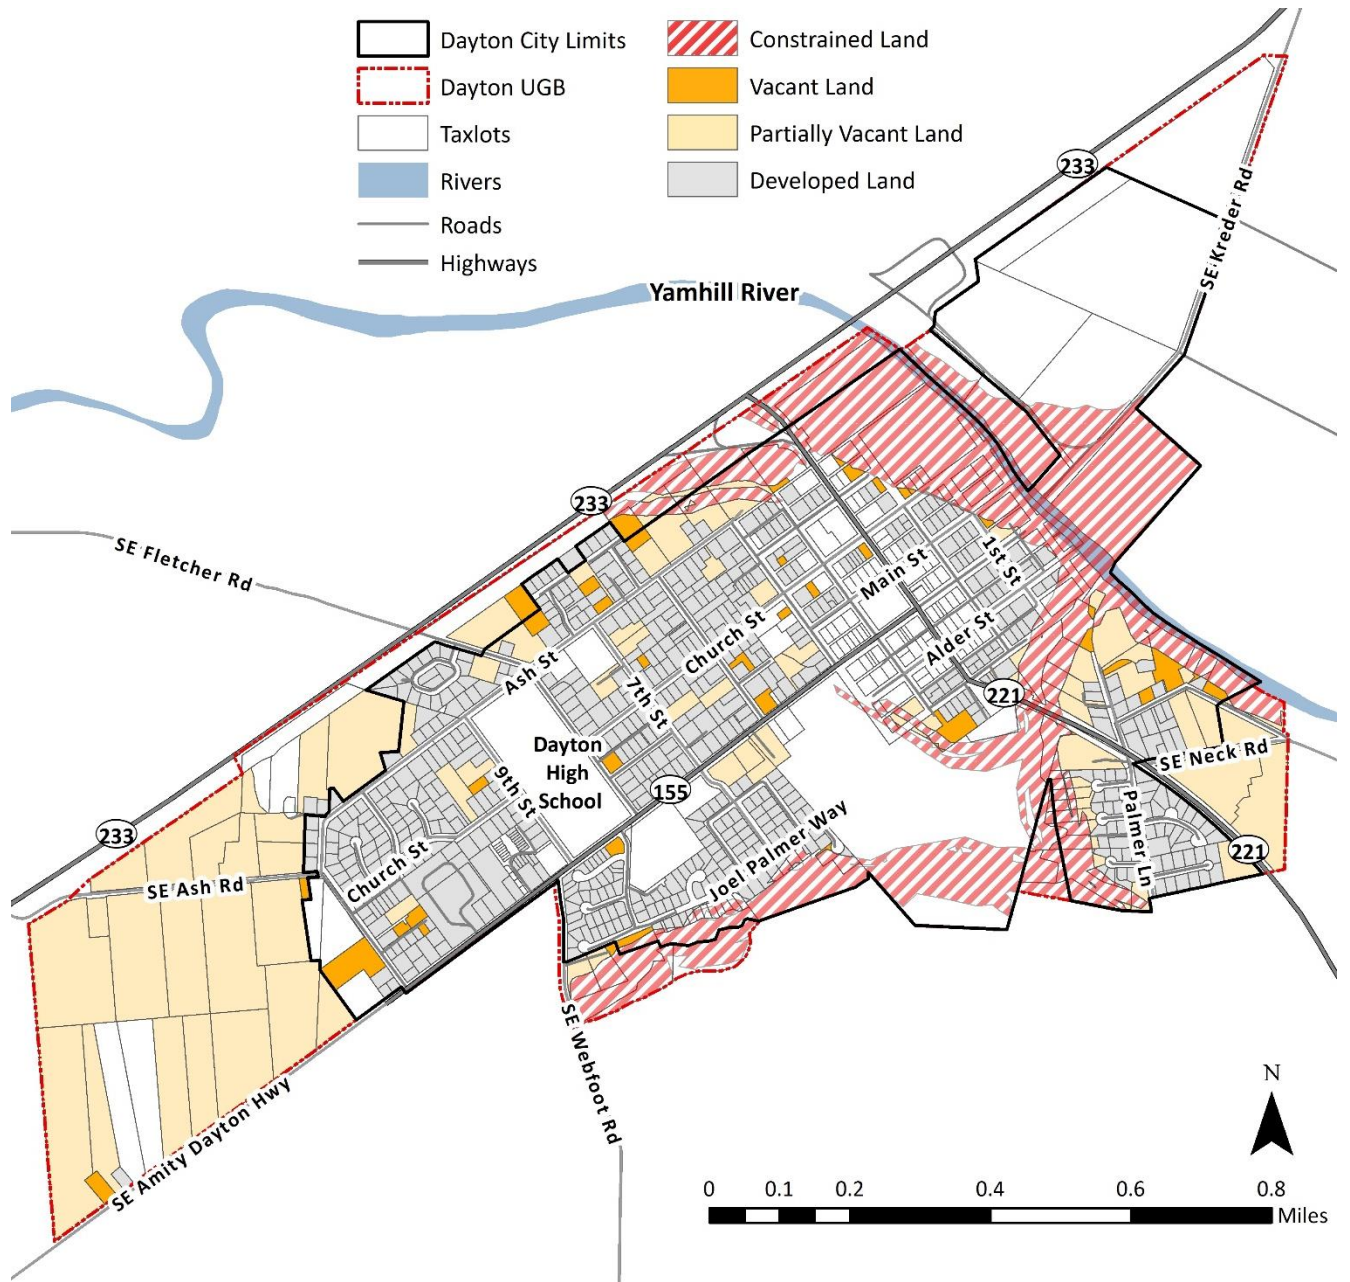 Dayton City Limits
Dayton UGB
Taxlots
Rivers
Roads
Highways
Constrained Land
Vacant Land
Partially Vacant Land
Developed Land
233
SE Kreder Rd
Yamhill River
233
SE Fletcher Rd
Main St
1st St
Ash St
Church St
Alder St
7th St
221
Dayton
High
School
SE Neck Rd
9th St
155
233
Palmer Ln
Joel Palmer Way
221
Church St
SE Ash Rd
SE Webfoot Rd
SE Amity Dayton Hwy
N
0 0.1 0.2 0.4 0.6 0.8
Miles